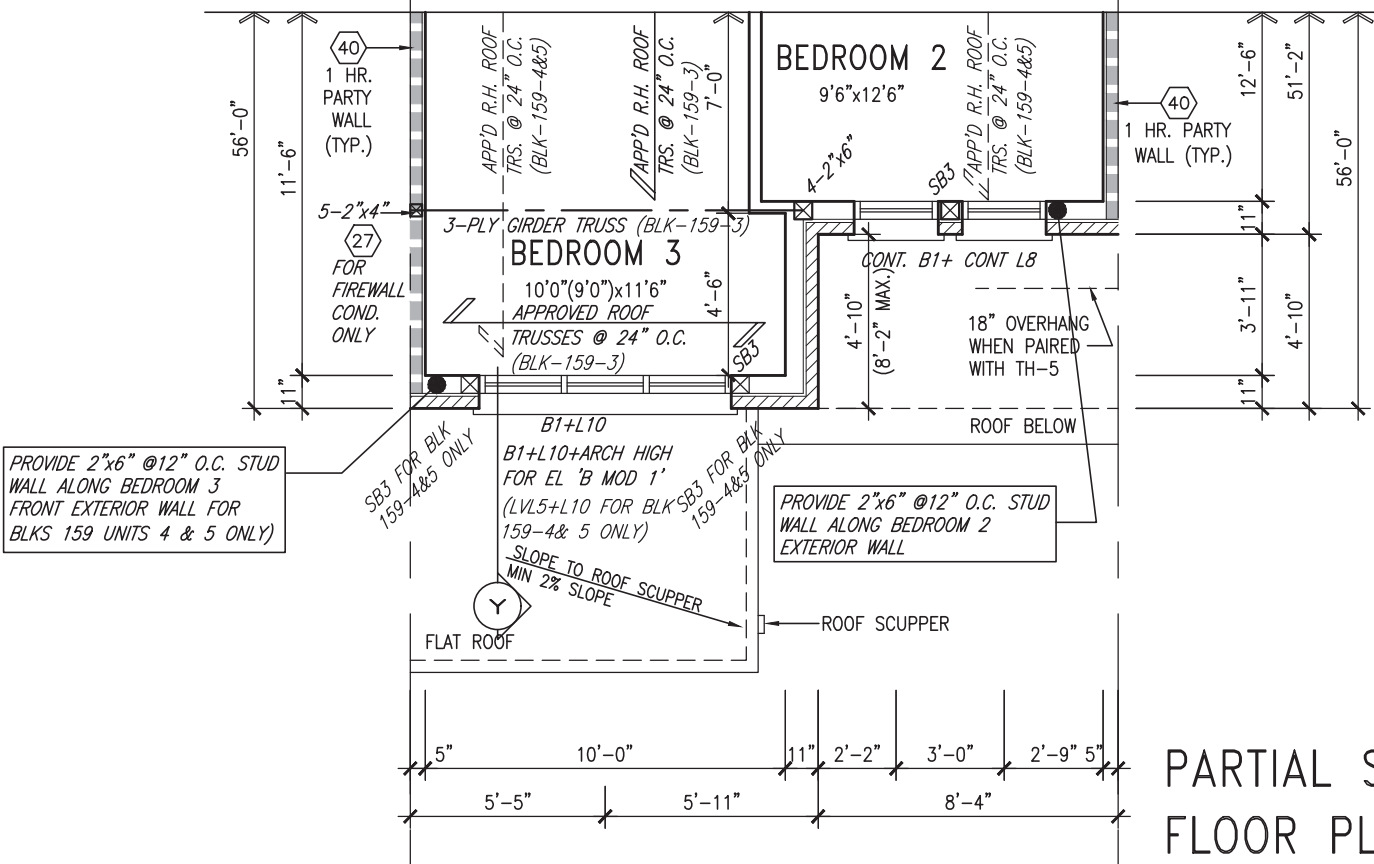 40
1 HR.
PARTY
WALL
(TYP.)
56'-0"
11'-6"
11"
5-2"x4"
27
FOR
FIREWALL
COND.
ONLY
APP'D R.H. ROOF
TRS. @ 24" O.C.
(BLK-159-4&5)
APP'D R.H. ROOF
TRS. @ 24" O.C.
(BLK-159-3)
7'-0"
3-PLY GIRDER TRUSS (BLK-159-3)
BEDROOM 3
10'0"(9'0")x11'6"
APPROVED ROOF
TRUSSES @ 24" O.C.
(BLK-159-3)
4'-6"
SB3
BEDROOM 2
9'6"x12'6"
APP'D R.H. ROOF
TRS. @ 24" O.C.
(BLK-159-4&5)
4-2"x6"
SB3
40
1 HR. PARTY
WALL (TYP.)
12'-6"
51'-2"
56'-0"
11"
3'-11"
4'-10"
11"
CONT. B1+ CONT L8
4'-10"
(8'-2" MAX.)
18" OVERHANG
WHEN PAIRED
WITH TH-5
ROOF BELOW
PROVIDE 2"x6" @12" O.C. STUD
WALL ALONG BEDROOM 3
FRONT EXTERIOR WALL FOR
BLKS 159 UNITS 4 & 5 ONLY)
SB3 FOR BLK
159-4&5 ONLY
B1+L10
B1+L10+ARCH HIGH
FOR EL 'B MOD 1'
(LVL5+L10 FOR BLK
159-4& 5 ONLY)
SB3 FOR BLK
159-4&5 ONLY
PROVIDE 2"x6" @12" O.C. STUD
WALL ALONG BEDROOM 2
EXTERIOR WALL
SLOPE TO ROOF SCUPPER
MIN 2% SLOPE
Y
FLAT ROOF
ROOF SCUPPER
5"
10'-0"
11"
2'-2"
3'-0"
2'-9"
5"
5'-5"
5'-11"
8'-4"
PARTIAL S
FLOOR PL